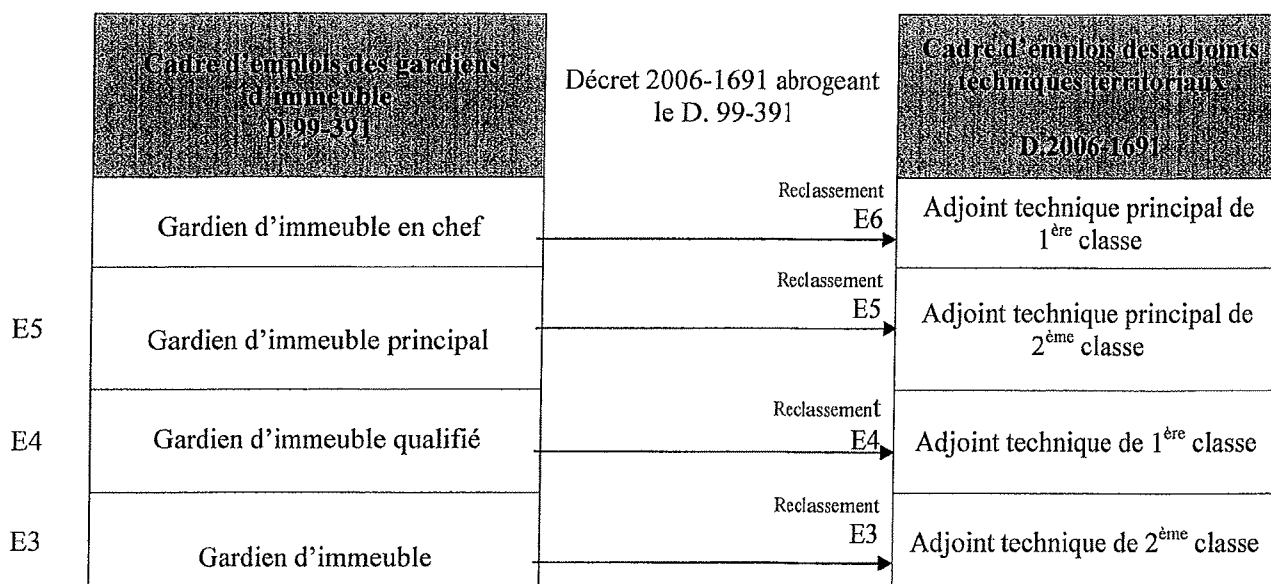 Cadre d'emplois des gardiens
d'immeuble
D.99-391
Décret 2006-1691 abrogeant
le D. 99-391
Cadre d'emplois des adjoints
techniques territoriaux
D.2006-1691
Gardien d'immeuble en chef
Reclassement
E6
Adjoint technique principal de
1ère classe
E5
Gardien d'immeuble principal
Reclassement
E5
Adjoint technique principal de
2ème classe
E4
Gardien d'immeuble qualifié
Reclassement
E4
Adjoint technique de 1ère classe
E3
Gardien d'immeuble
Reclassement
E3
Adjoint technique de 2ème classe